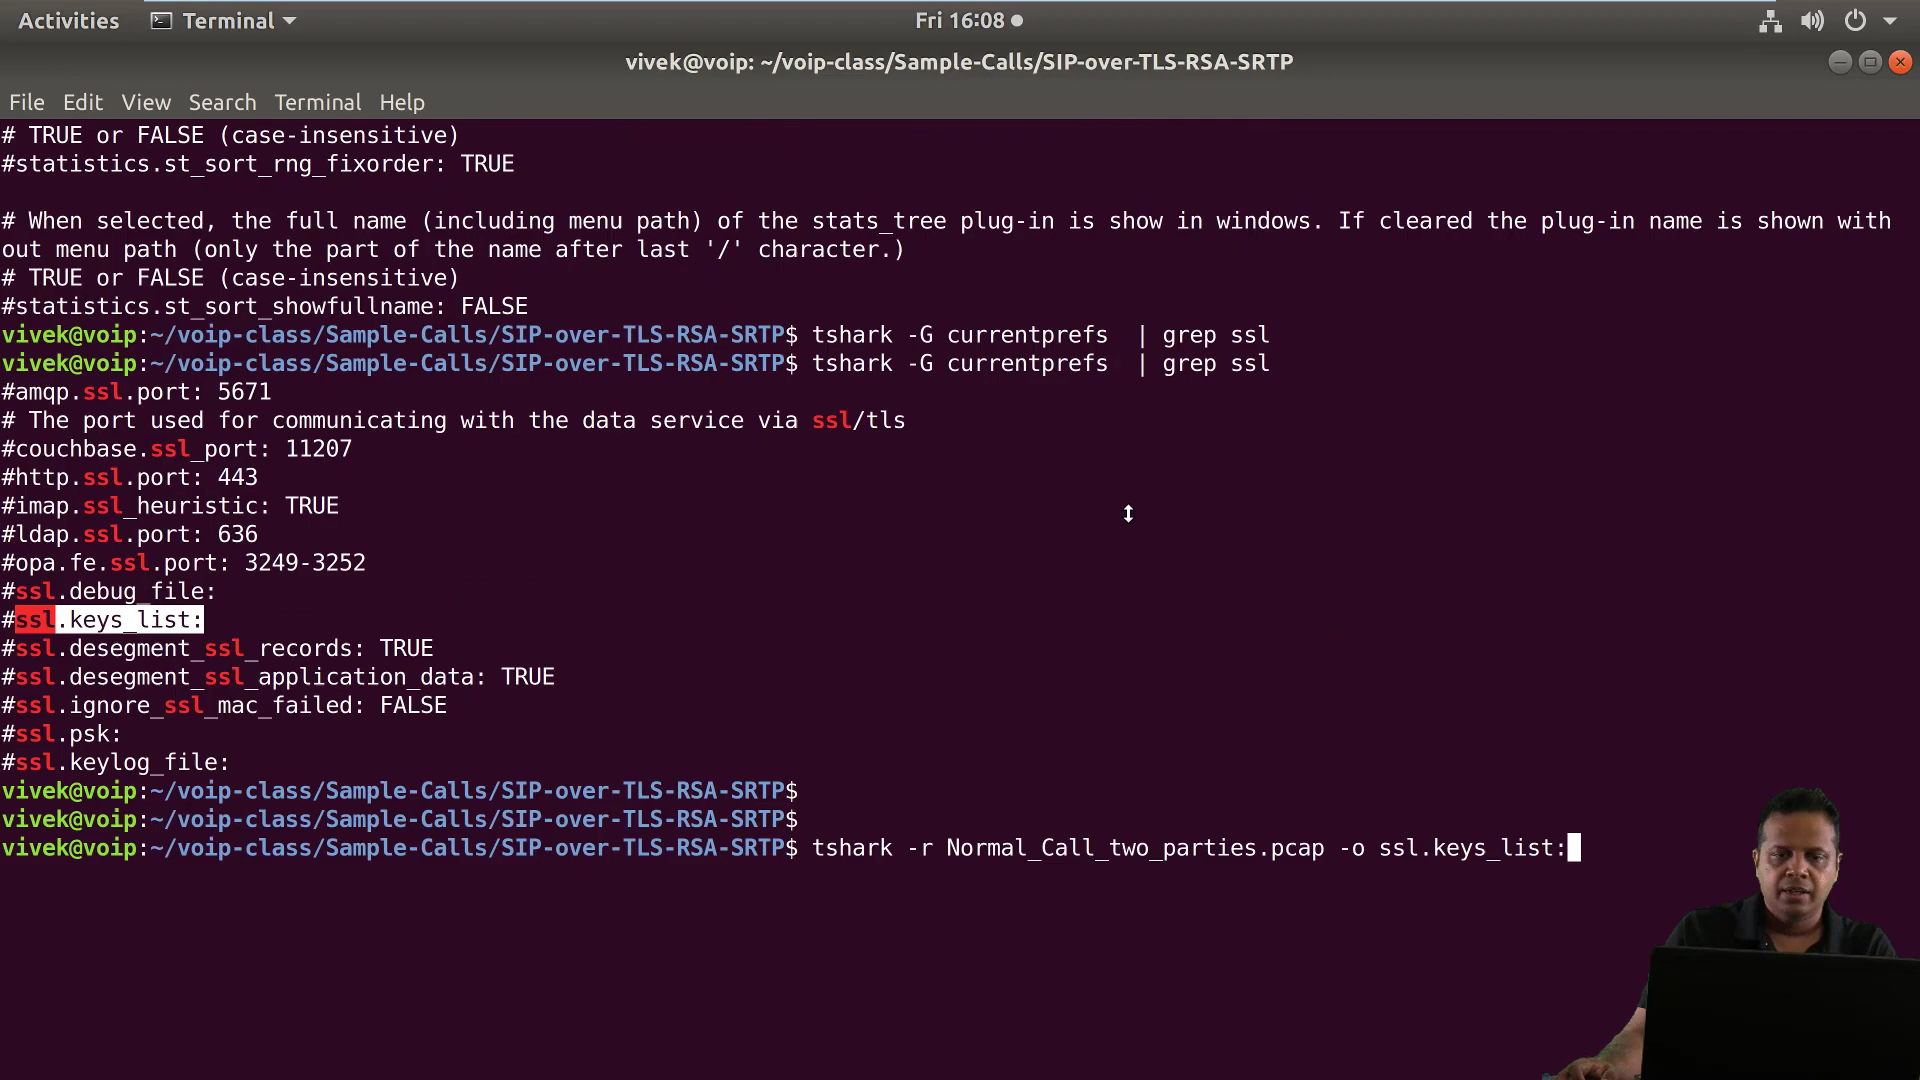 Activities Terminal Fri 16:08
vivek@voip: ~/voip-class/Sample-Calls/SIP-over-TLS-RSA-SRTP
File Edit View Search Terminal Help
# TRUE or FALSE (case-insensitive)
#statistics.st_sort_rng_fixorder: TRUE
# When selected, the full name (including menu path) of the stats_tree plug-in is show in windows. If cleared the plug-in name is shown with
out menu path (only the part of the name after last '/' character.)
# TRUE or FALSE (case-insensitive)
#statistics.st_sort_showfullname: FALSE
vivek@voip:~/voip-class/Sample-Calls/SIP-over-TLS-RSA-SRTP$ tshark -G currentprefs  | grep ssl
vivek@voip:~/voip-class/Sample-Calls/SIP-over-TLS-RSA-SRTP$ tshark -G currentprefs  | grep ssl
#amqp.ssl.port: 5671
# The port used for communicating with the data service via ssl/tls
#couchbase.ssl_port: 11207
#http.ssl.port: 443
#imap.ssl_heuristic: TRUE
#ldap.ssl.port: 636
#opa.fe.ssl.port: 3249-3252
#ssl.debug_file:
#ssl.keys_list:
#ssl.desegment_ssl_records: TRUE
#ssl.desegment_ssl_application_data: TRUE
#ssl.ignore_ssl_mac_failed: FALSE
#ssl.psk:
#ssl.keylog_file:
vivek@voip:~/voip-class/Sample-Calls/SIP-over-TLS-RSA-SRTP$
vivek@voip:~/voip-class/Sample-Calls/SIP-over-TLS-RSA-SRTP$
vivek@voip:~/voip-class/Sample-Calls/SIP-over-TLS-RSA-SRTP$ tshark -r Normal_Call_two_parties.pcap -o ssl.keys_list: